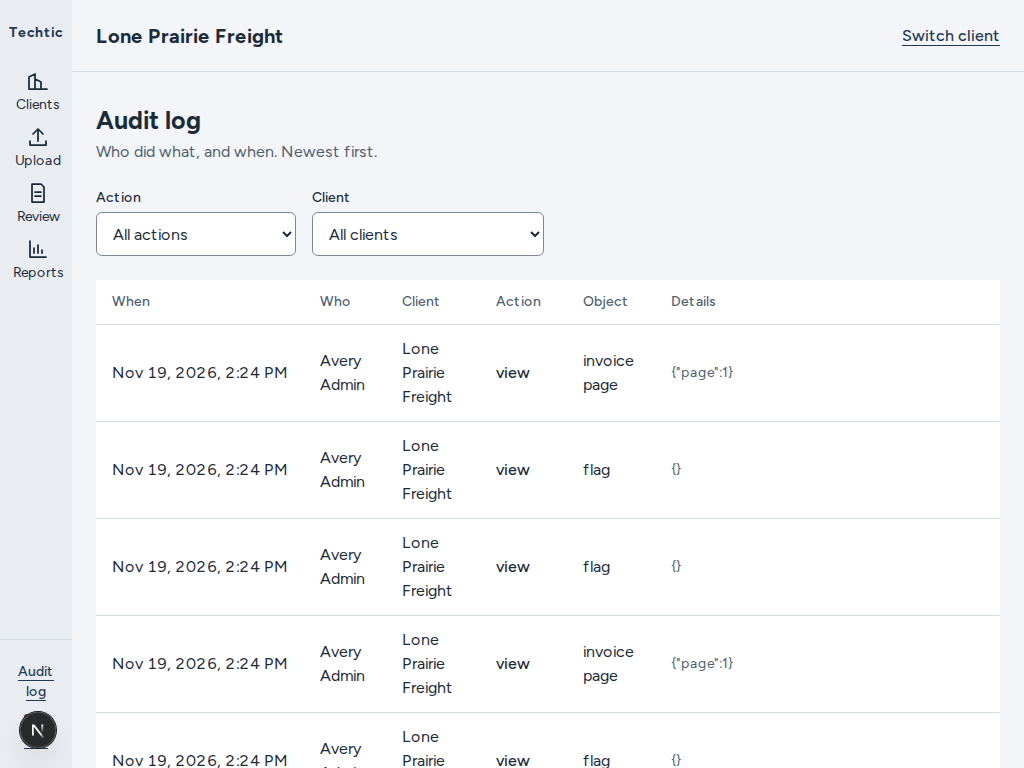 Techtic
Lone Prairie Freight
Switch client
Clients
Upload
Review
Reports
Audit
log
N
Audit log
Who did what, and when. Newest first.
Action
Client
All actions
All clients
When Who Client Action Object Details
Nov 19, 2026, 2:24 PM
Avery
Admin
Lone
Prairie
Freight
view
invoice
page
{"page":1}
Nov 19, 2026, 2:24 PM
Avery
Admin
Lone
Prairie
Freight
view
flag
{}
Nov 19, 2026, 2:24 PM
Avery
Admin
Lone
Prairie
Freight
view
flag
{}
Nov 19, 2026, 2:24 PM
Avery
Admin
Lone
Prairie
Freight
view
invoice
page
{"page":1}
Nov 19, 2026, 2:24 PM
Avery
Admin
Lone
Prairie
view
flag
{}